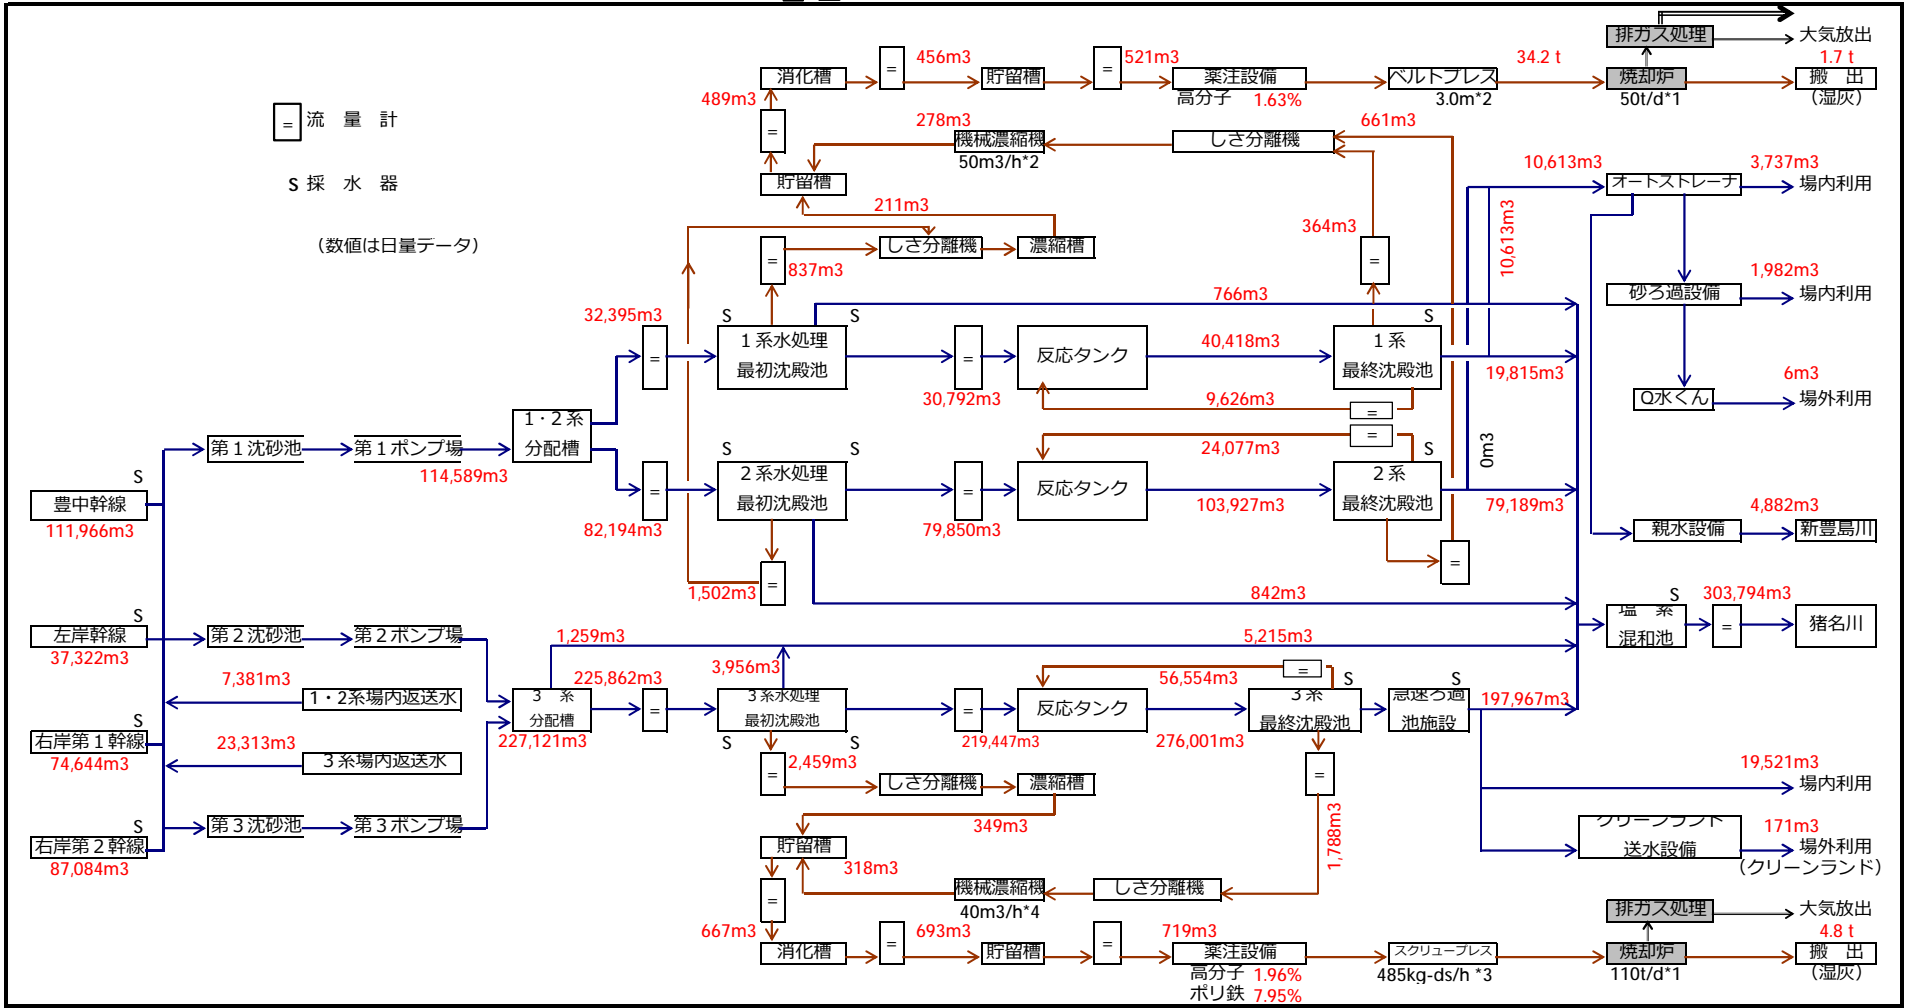 = 流 量 計
S 採 水 器
(数値は日量データ)
消化槽
=
456m3
貯留槽
=
521m3
薬注設備
高分子 1.63%
ベルトプレス
3.0m*2
34.2 t
排ガス処理
大気放出
焼却炉
50t/d*1
1.7 t
搬 出
(湿灰)
489m3
=
貯留槽
278m3
機械濃縮機
50m3/h*2
しさ分離機
661m3
211m3
=
837m3
しさ分離機
濃縮槽
364m3
=
10,613m3
10,613m3
オートストレーナ
3,737m3
場内利用
砂ろ過設備
1,982m3
場内利用
Q水くん
6m3
場外利用
親水設備
4,882m3
新豊島川
32,395m3
=
S
S
1系水処理
最初沈殿池
766m3
=
30,792m3
反応タンク
40,418m3
S
1系
最終沈殿池
19,815m3
9,626m3
=
1・2系
分配槽
第1沈砂池
第1ポンプ場
114,589m3
=
82,194m3
S
S
2系水処理
最初沈殿池
=
1,502m3
=
79,850m3
反応タンク
24,077m3
=
103,927m3
S
2系
最終沈殿池
0m3
79,189m3
=
842m3
S
豊中幹線
111,966m3
S
左岸幹線
37,322m3
第2沈砂池
第2ポンプ場
7,381m3
1・2系場内返送水
S
右岸第1幹線
74,644m3
23,313m3
3系場内返送水
S
右岸第2幹線
87,084m3
第3沈砂池
第3ポンプ場
1,259m3
5,215m3
3 系
分配槽
227,121m3
225,862m3
=
3,956m3
3系水処理
最初沈殿池
S
S
=
219,447m3
反応タンク
56,554m3
=
276,001m3
S
3系
最終沈殿池
S
急速ろ過
池施設
197,967m3
S
塩 素
混和池
=
303,794m3
猪名川
19,521m3
場内利用
クリーンランド
送水設備
171m3
場外利用
(クリーンランド)
=
2,459m3
しさ分離機
濃縮槽
349m3
=
1,788m3
貯留槽
318m3
機械濃縮機
40m3/h*4
しさ分離機
=
667m3
消化槽
=
693m3
貯留槽
=
719m3
薬注設備
高分子 1.96%
ポリ鉄 7.95%
スクリュープレス
485kg-ds/h *3
排ガス処理
大気放出
焼却炉
110t/d*1
4.8 t
搬 出
(湿灰)